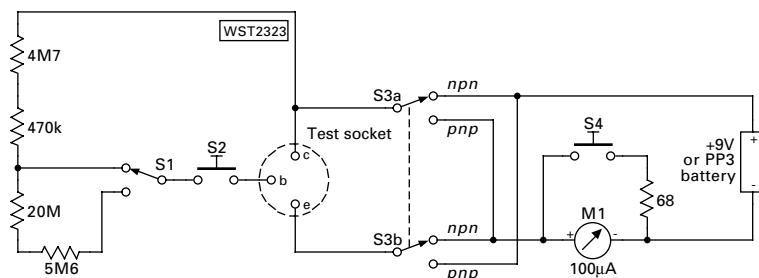 WST2323
4M7
470k
20M
5M6
S1
S2
Test socket
c
b
e
S3a
npn
pnp
S3b
npn
pnp
S4
68
+
M1
-
100µA
+9V
or PP3
battery
+
-